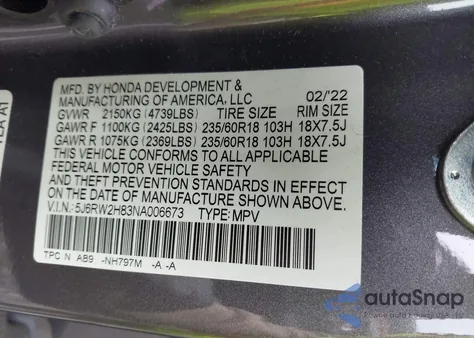 MFD. BY HONDA DEVELOPMENT &
MANUFACTURING OF AMERICA, LLC 02/'22
GVWR 2150KG (4739LBS) TIRE SIZE RIM SIZE
GAWR F 1100KG (2425LBS) 235/60R18 103H 18X7.5J
GAWR R 1075KG (2369LBS) 235/60R18 103H 18X7.5J
THIS VEHICLE CONFORMS TO ALL APPLICABLE
FEDERAL MOTOR VEHICLE SAFETY
AND THEFT PREVENTION STANDARDS IN EFFECT
ON THE DATE OF MANUFACTURE SHOWN ABOVE.
V.I.N.: 5J6RW2H83NA006673 TYPE: MPV
TPC N AB9 -NH797M -A -A
autoSnap